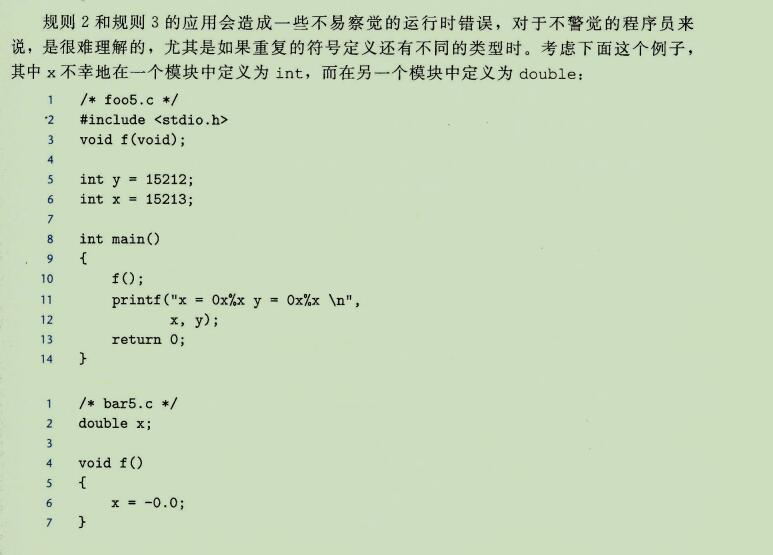 规则 2 和规则 3 的应用会造成一些不易察觉的运行时错误，对于不警觉的程序员来
说，是很难理解的，尤其是如果重复的符号定义还有不同的类型时。考虑下面这个例子，
其中 x 不幸地在一个模块中定义为 int，而在另一个模块中定义为 double：
1 /* foo5.c */
2 #include <stdio.h>
3 void f(void);
4
5 int y = 15212;
6 int x = 15213;
7
8 int main()
9 {
10 f();
11 printf("x = 0x%x y = 0x%x \n",
12 x, y);
13 return 0;
14 }
1 /* bar5.c */
2 double x;
3
4 void f()
5 {
6 x = -0.0;
7 }